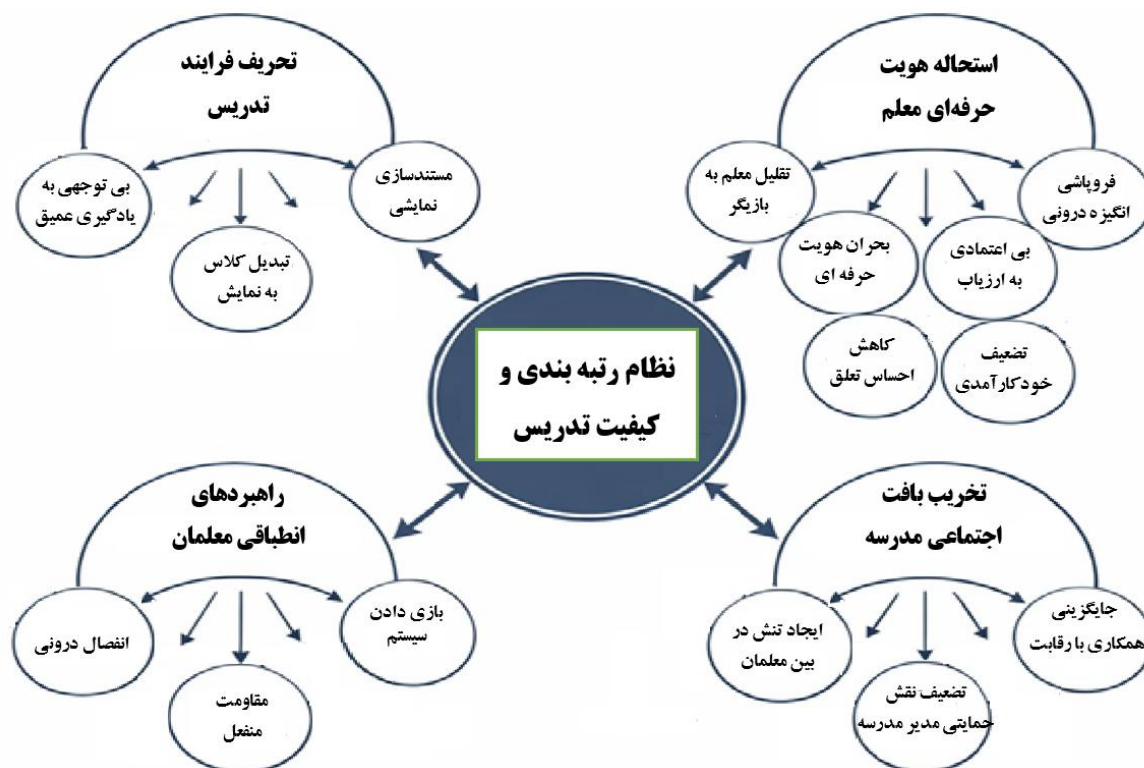 استحاله هویت
حرفه‌ای معلم
فروپاشی
انگیزه درونی
بی اعتمادی
به ارزیاب
تضعیف
خودکارآمدی
کاهش
احساس تعلق
بحران هویت
حرفه ای
تقلیل معلم به
بازیگر
تحریف فرایند
تدریس
مستندسازی
نمایشی
تبدیل کلاس
به نمایش
بی توجهی به
یادگیری عمیق
نظام رتبه بندی و
کیفیت تدریس
تخریب بافت
اجتماعی مدرسه
جایگزینی
همکاری با رقابت
تضعیف نقش
حمایتی مدیر مدرسه
ایجاد تنش در
بین معلمان
راهبردهای
انطباقی معلمان
بازی دادن
سیستم
مقاومت
منفعل
انفصال درونی